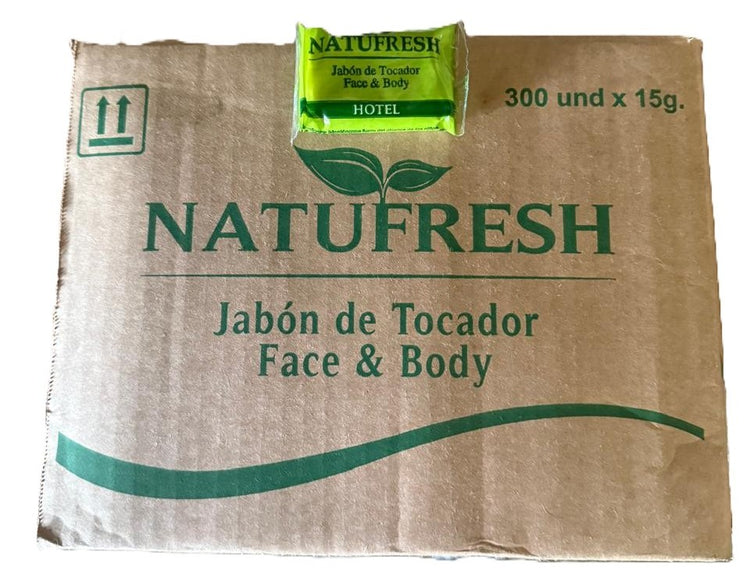 NATUFRESH
Jabón de Tocador
Face & Body
HOTEL
300 und x 15g.
NATUFRESH
Jabón de Tocador
Face & Body